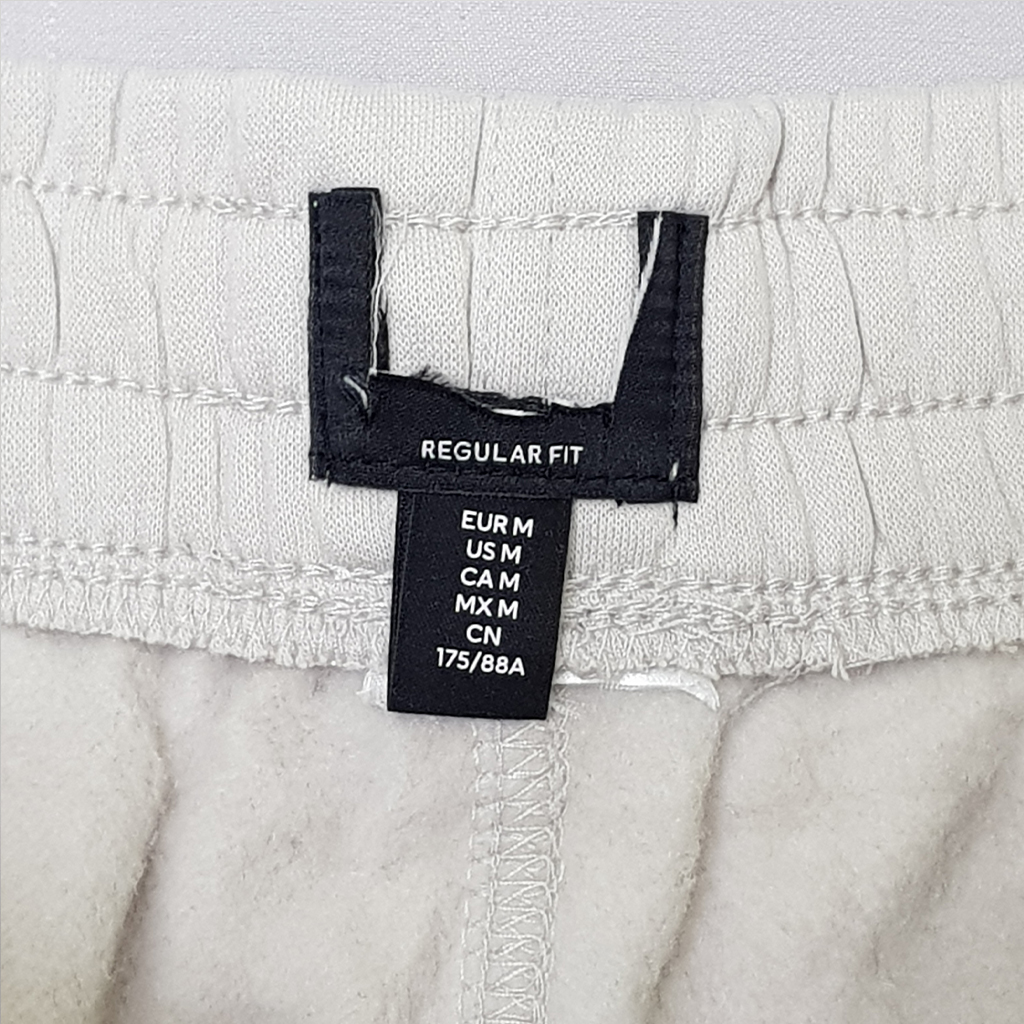 REGULAR FIT
EUR M
US M
CA M
MX M
CN
175/88A